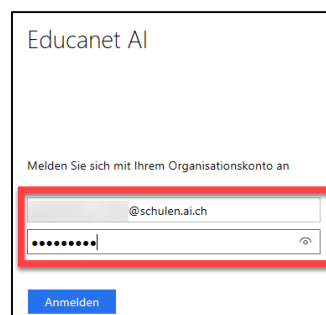 Educanet AI
Melden Sie sich mit Ihrem Organisationskonto an
@schulen.ai.ch
●●●●●●●●●
Anmelden